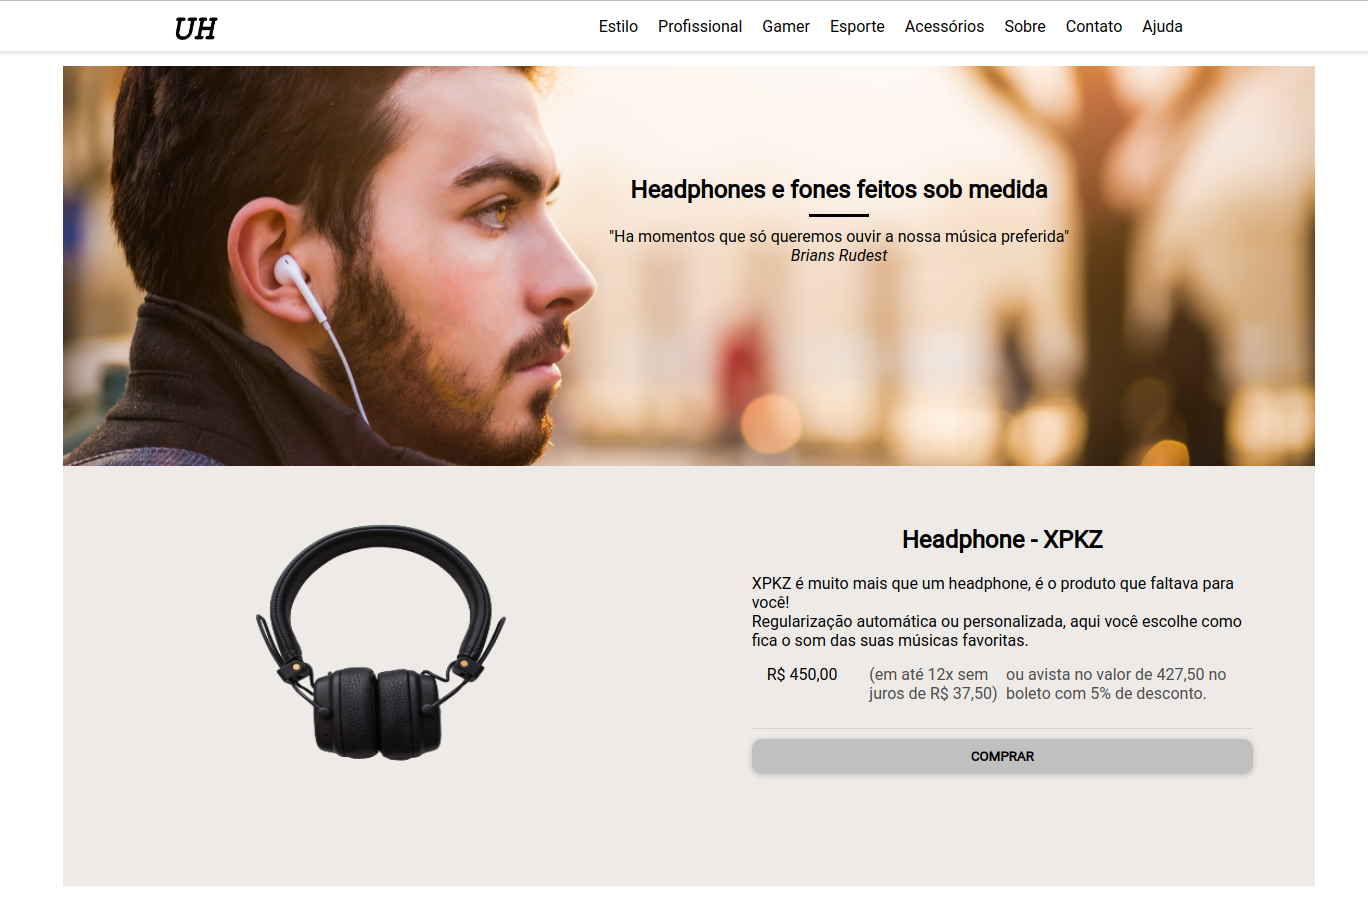 UH
Estilo Profissional Gamer Esporte Acessórios Sobre Contato Ajuda
Headphones e fones feitos sob medida
"Ha momentos que só queremos ouvir a nossa música preferida"
Brians Rudest
Headphone - XPKZ
XPKZ é muito mais que um headphone, é o produto que faltava para
você!
Regularização automática ou personalizada, aqui você escolhe como
fica o som das suas músicas favoritas.
R$ 450,00
(em até 12x sem
juros de R$ 37,50)
ou avista no valor de 427,50 no
boleto com 5% de desconto.
COMPRAR